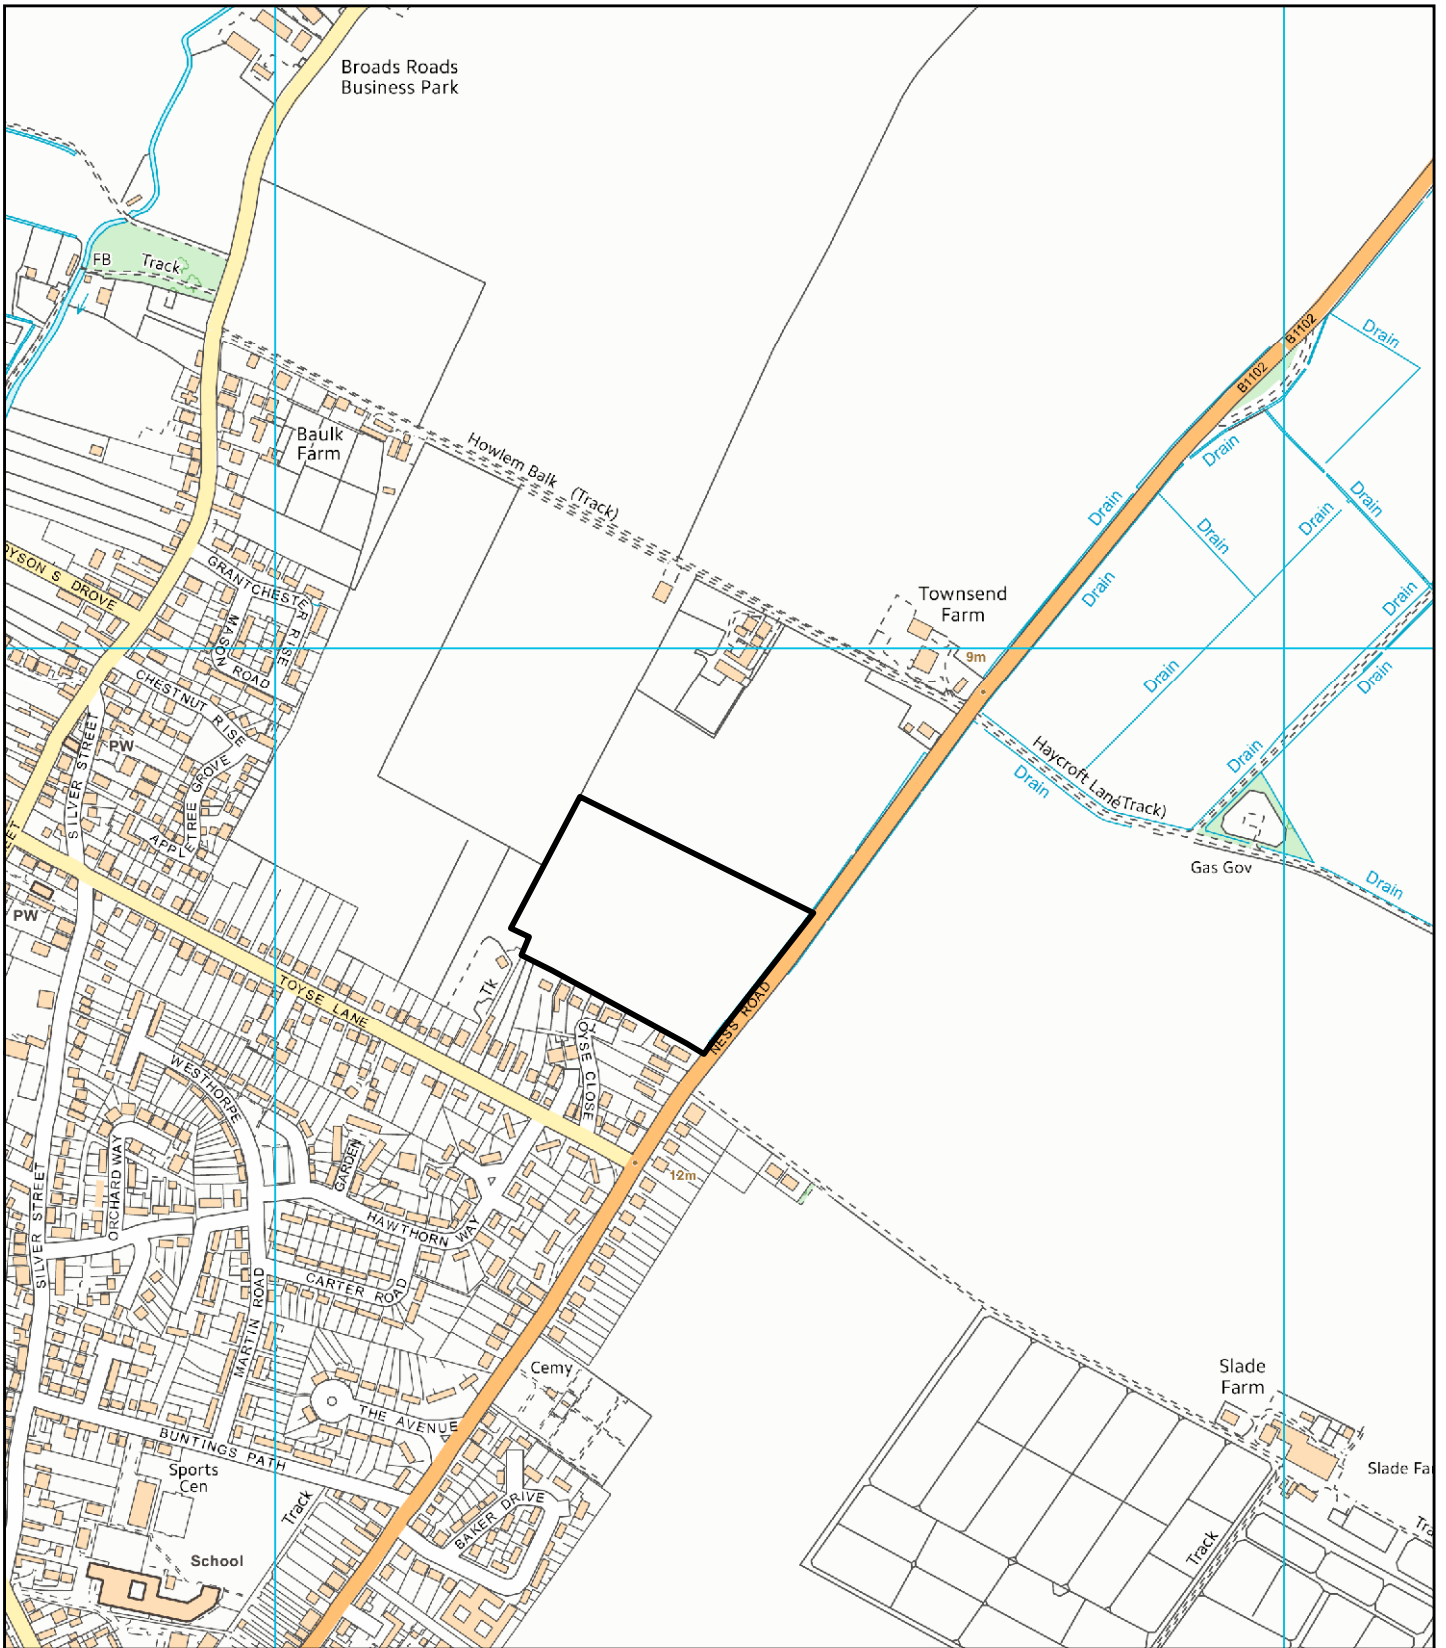 Broads Roads
Business Park
FB
Track
Drain
B1102
B1102
Baulk
Farm
Howlem Balk (Track)
Drain
Drain
Drain
Drain
Drain
Drain
Drain
OYSON S DROVE
GRANTCHESTER RISE
MASON ROAD
Townsend
Farm
9m
Drain
Drain
CHESTNUT RISE
PW
SILVER STREET
APPLETREE GROVE
Haycroft Lane (Track)
Drain
Drain
Gas Gov
Drain
PW
TOYSE LANE
Tk
NESS ROAD
TOYSE CLOSE
WESTHORPE
ORCHARD WAY
GARDEN
12m
SILVER STREET
HAWTHORN WAY
CARTER ROAD
MARTIN ROAD
Cemy
Slade
Farm
THE AVENUE
BUNTINGS PATH
Sports
Cen
Slade Fa
Track
BAKER DRIVE
Track
Tra
School